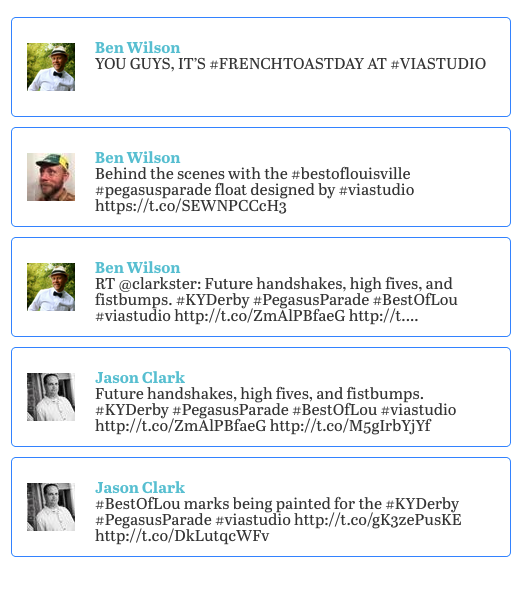 Ben Wilson
YOU GUYS, IT’S #FRENCHTOASTDAY AT #VIASTUDIO
Ben Wilson
Behind the scenes with the #bestoflouisville
#pegasusparade float designed by #viastudio
https://t.co/SEWNPCCcH3
Ben Wilson
RT @clarkster: Future handshakes, high fives, and
fistbumps. #KYDerby #PegasusParade #BestOfLou
#viastudio http://t.co/ZmAlPBfaeG http://t.…
Jason Clark
Future handshakes, high fives, and fistbumps.
#KYDerby #PegasusParade #BestOfLou #viastudio
http://t.co/ZmAlPBfaeG http://t.co/M5gIrbYjYf
Jason Clark
#BestOfLou marks being painted for the #KYDerby
#PegasusParade #viastudio http://t.co/gK3zePusKE
http://t.co/DkLutqcWFv